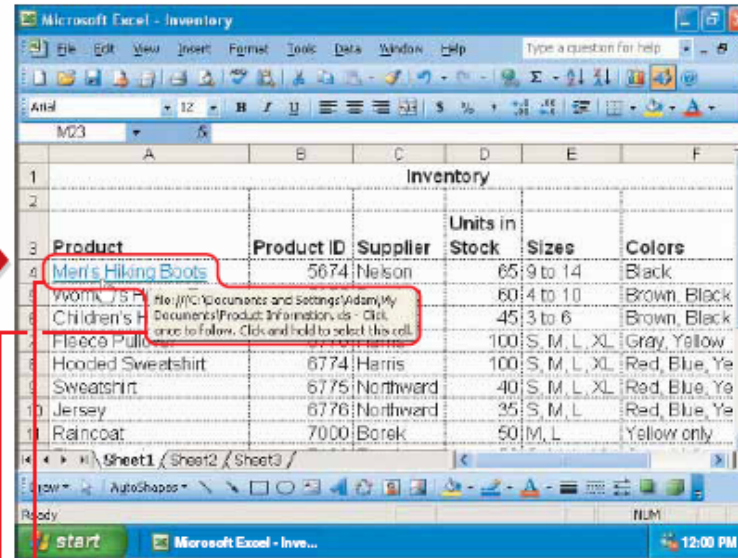 Microsoft Excel - Inventory
File Edit View Insert Format Tools Data Window Help Type a question for help
Arial 12 B I U $ % ,
M23 fx
A B C D E F
1 Inventory
2
3 Product Product ID Supplier Units in Stock Sizes Colors
4 Men's Hiking Boots 5674 Nelson 65 9 to 14 Black
60 4 to 10 Brown, Black
Children's H 45 3 to 6 Brown, Black
Fleece 100 S, M, L, XL Gray, Yellow
8 Hooded Sweatshirt 6774 Harris 100 S, M, L, XL Red, Blue, Ye
9 Sweatshirt 6775 Northward 40 S, M, L, XL Red, Blue, Ye
10 Jersey 6776 Northward 35 S, M, L Red, Blue, Ye
11 Raincoat 7000 Borek 50 M, L Yellow only
file:///C:\Documents and Settings\Adam\My
Documents\Product Information.xls - Click
once to follow. Click and hold to select this cell.
Sheet1 / Sheet2 / Sheet3 /
Draw AutoShapes
Ready NUM
start Microsoft Excel - Inve... 12:00 PM